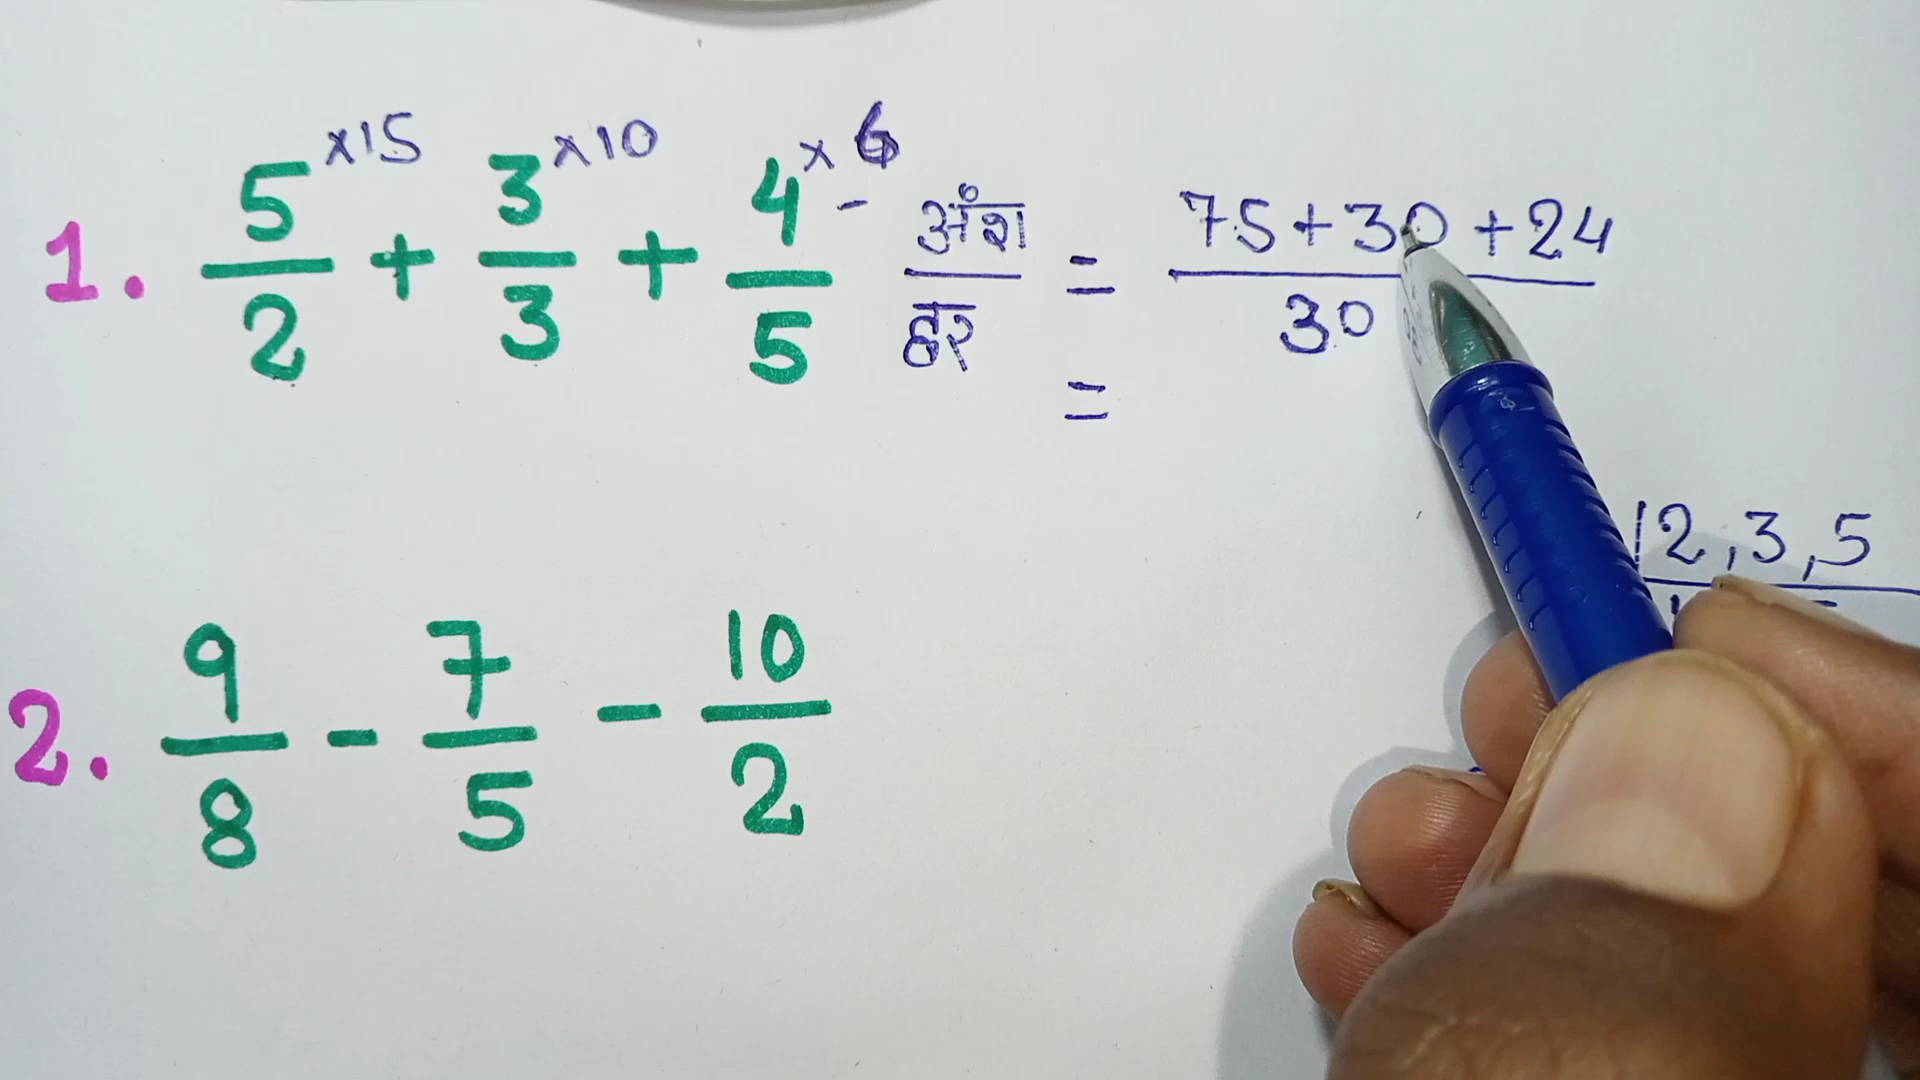 1. 5/2 ×15 + 3/3 ×10 + 4/5 × 6 - अंश/हर = 75+30+24/30
=
2,3,5
2. 9/8 - 7/5 - 10/2